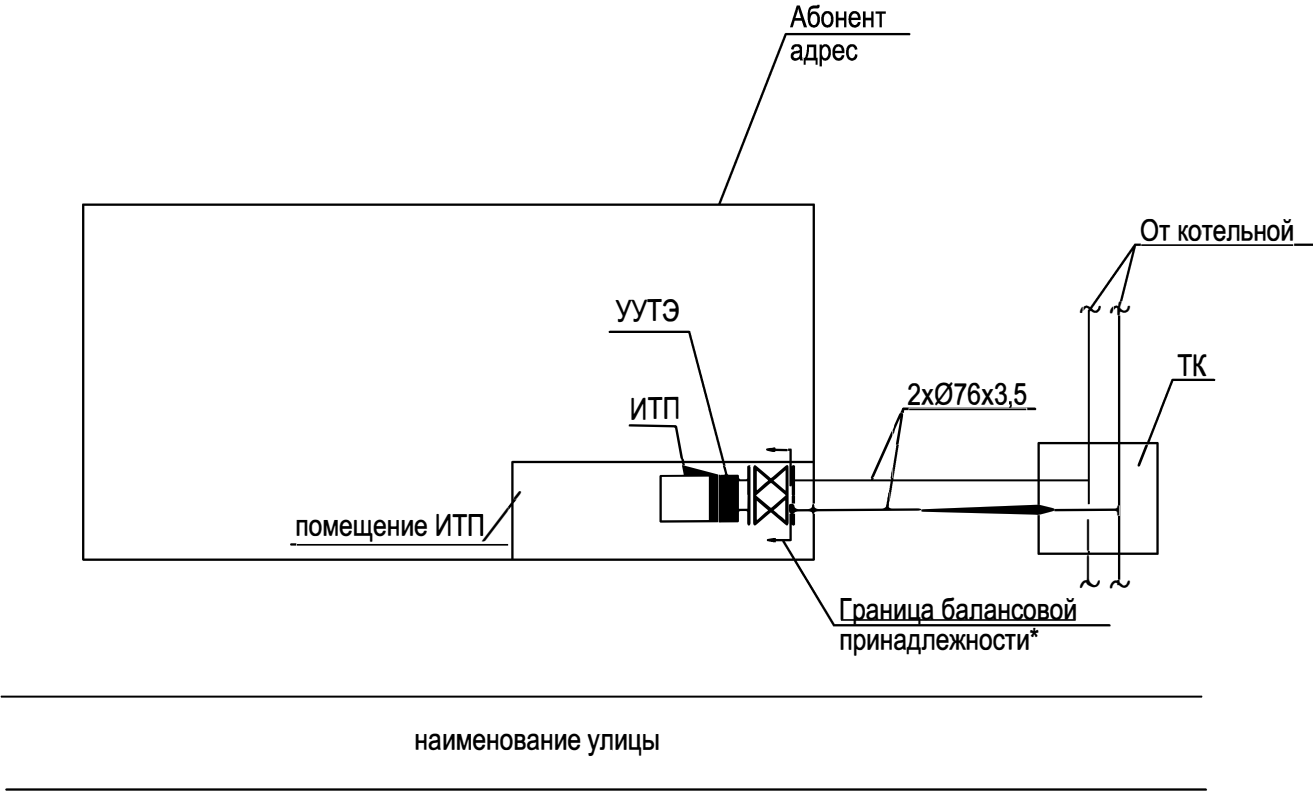 Абонент
адрес
От котельной
УУТЭ
ТК
2хØ76х3,5
ИТП
помещение ИТП
Граница балансовой
принадлежности*
наименование улицы